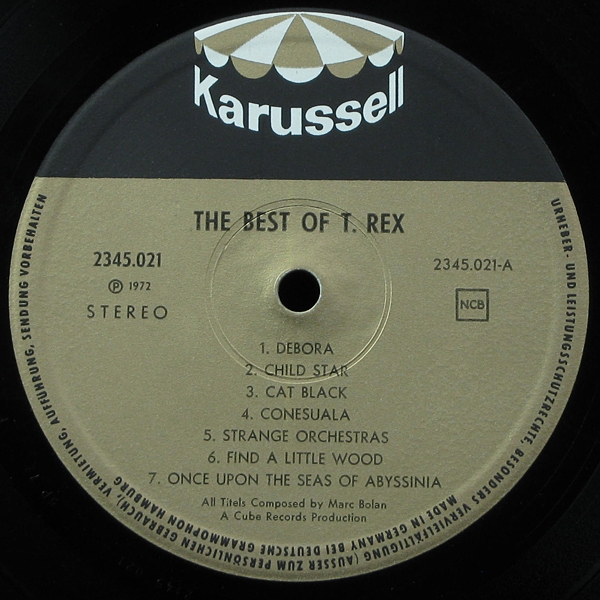 Karussell
THE BEST OF T. REX
2345.021
Ⓟ 1972
STEREO
2345.021-A
NCB
1. DEBORA
2. CHILD STAR
3. CAT BLACK
4. CONESUALA
5. STRANGE ORCHESTRAS
6. FIND A LITTLE WOOD
7. ONCE UPON THE SEAS OF ABYSSINIA
All Titels Composed by Marc Bolan
A Cube Records Production
URHEBER- UND LEISTUNGSSCHUTZRECHTE, BESONDERS VERVIELFÄLTIGUNG (AUSSER ZUM PERSÖNLICHEN GEBRAUCH), VERMIETUNG, AUFFÜHRUNG, SENDUNG VORBEHALTEN
MADE IN GERMANY BEI DEUTSCHE GRAMMOPHON HAMBURG